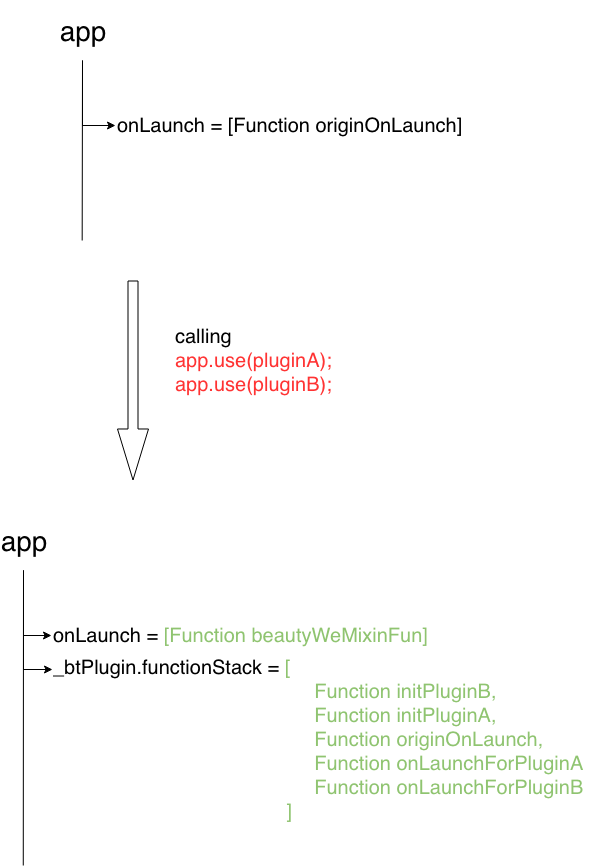 app
onLaunch = [Function originOnLaunch]
calling
app.use(pluginA);
app.use(pluginB);
app
onLaunch = [Function beautyWeMixinFun]
_btPlugin.functionStack = [
Function initPluginB,
Function initPluginA,
Function originOnLaunch,
Function onLaunchForPluginA
Function onLaunchForPluginB
]